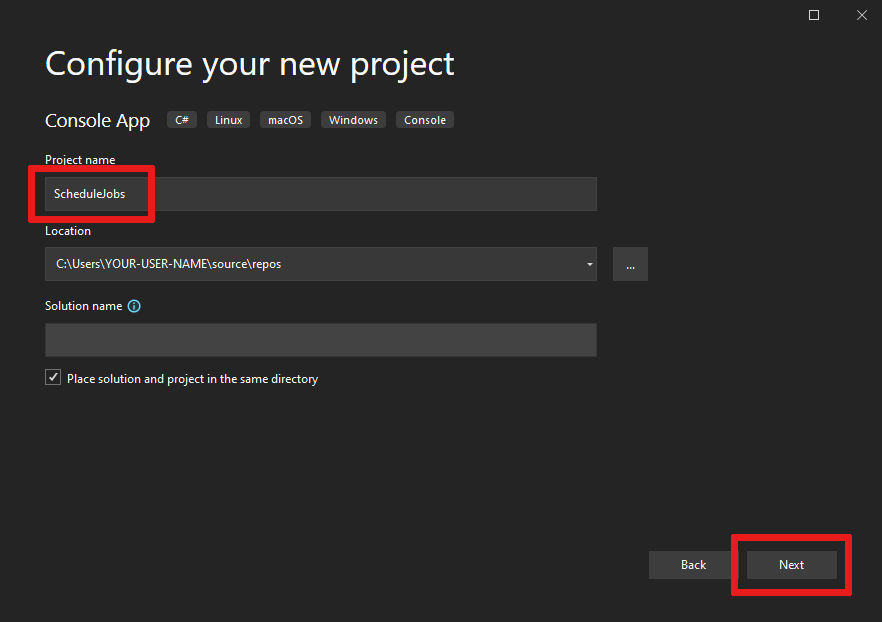 Configure your new project
Console App C# Linux macOS Windows Console
Project name
ScheduleJobs
Location
C:\Users\YOUR-USER-NAME\source\repos
...
Solution name
Place solution and project in the same directory
Back Next